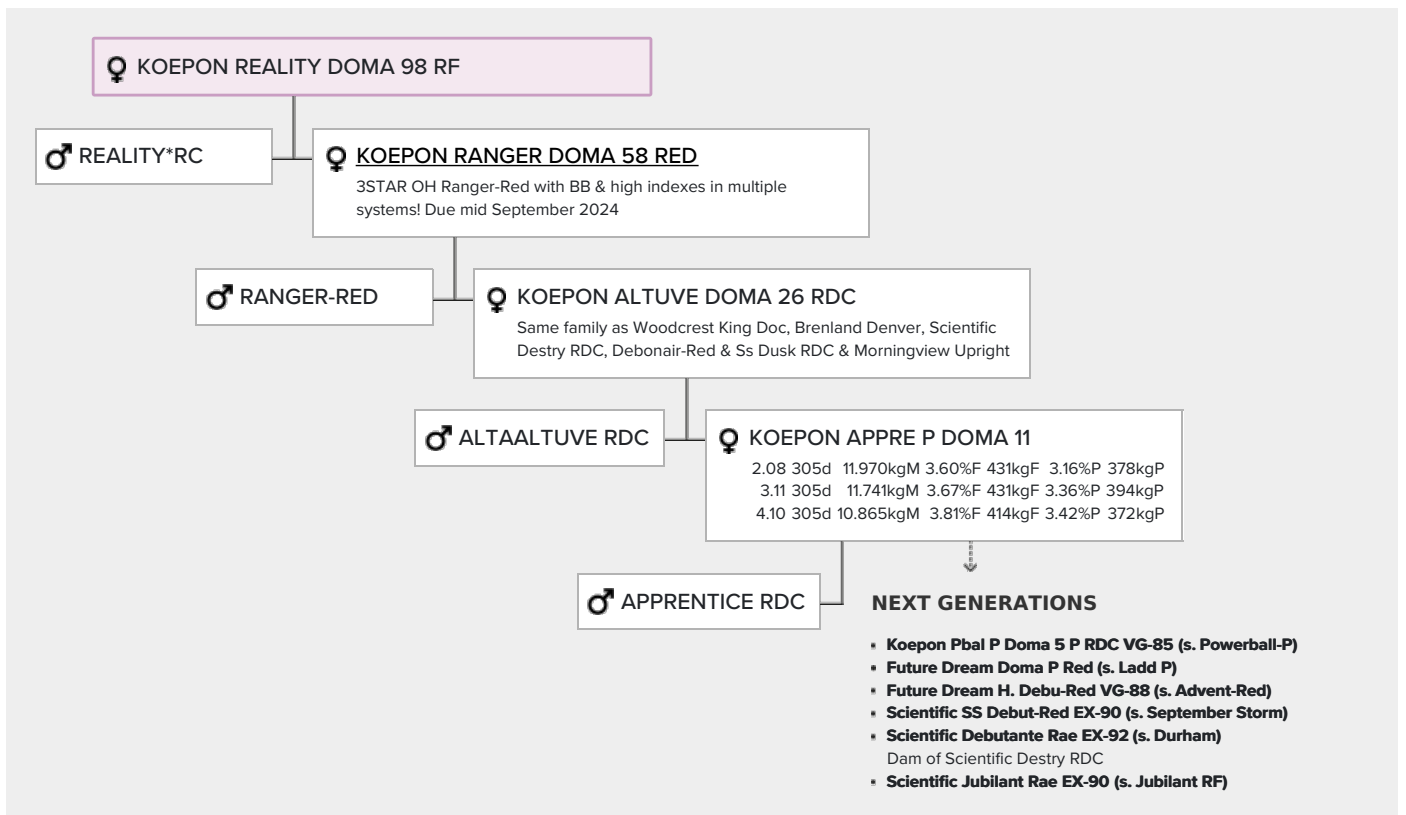 KOEPON REALITY DOMA 98 RF
REALITY*RC
KOEPON RANGER DOMA 58 RED
3STAR OH Ranger-Red with BB & high indexes in multiple
systems! Due mid September 2024
RANGER-RED
KOEPON ALTUVE DOMA 26 RDC
Same family as Woodcrest King Doc, Brenland Denver, Scientific
Destry RDC, Debonair-Red & Ss Dusk RDC & Morningview Upright
ALTAALTUVE RDC
KOEPON APPRE P DOMA 11
2.08 305d 11.970kgM 3.60%F 431kgF 3.16%P 378kgP
3.11 305d 11.741kgM 3.67%F 431kgF 3.36%P 394kgP
4.10 305d 10.865kgM 3.81%F 414kgF 3.42%P 372kgP
APPRENTICE RDC
NEXT GENERATIONS
Koepon Pbal P Doma 5 P RDC VG-85 (s. Powerball-P)
Future Dream Doma P Red (s. Ladd P)
Future Dream H. Debu-Red VG-88 (s. Advent-Red)
Scientific SS Debut-Red EX-90 (s. September Storm)
Scientific Debutante Rae EX-92 (s. Durham)
Dam of Scientific Destry RDC
Scientific Jubilant Rae EX-90 (s. Jubilant RF)